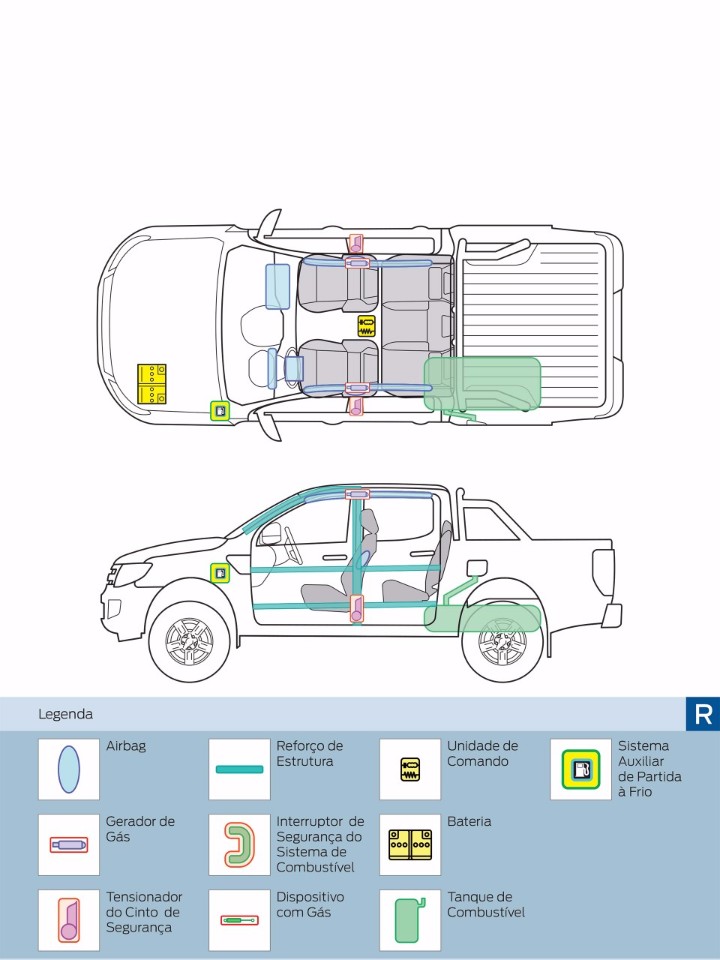 Legenda
R
Airbag
Reforço de
Estrutura
Unidade de
Comando
Sistema
Auxiliar
de Partida
à Frio
Gerador de
Gás
Interruptor de
Segurança do
Sistema de
Combustível
Bateria
Tensionador
do Cinto de
Segurança
Dispositivo
com Gás
Tanque de
Combustível